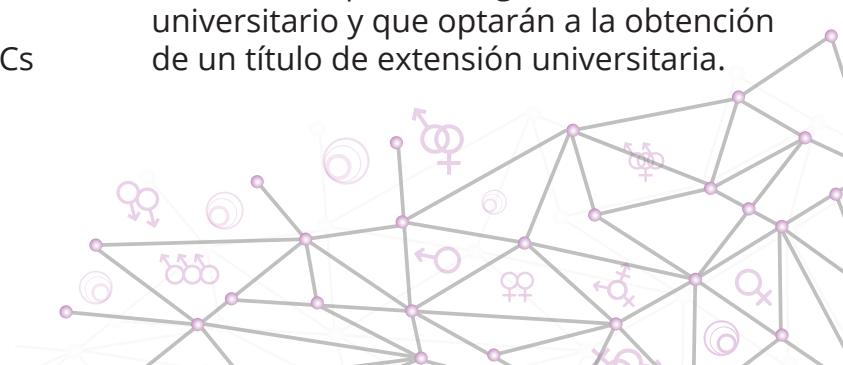 universitario y que optarán a la obtención
Cs
de un título de extensión universitaria.